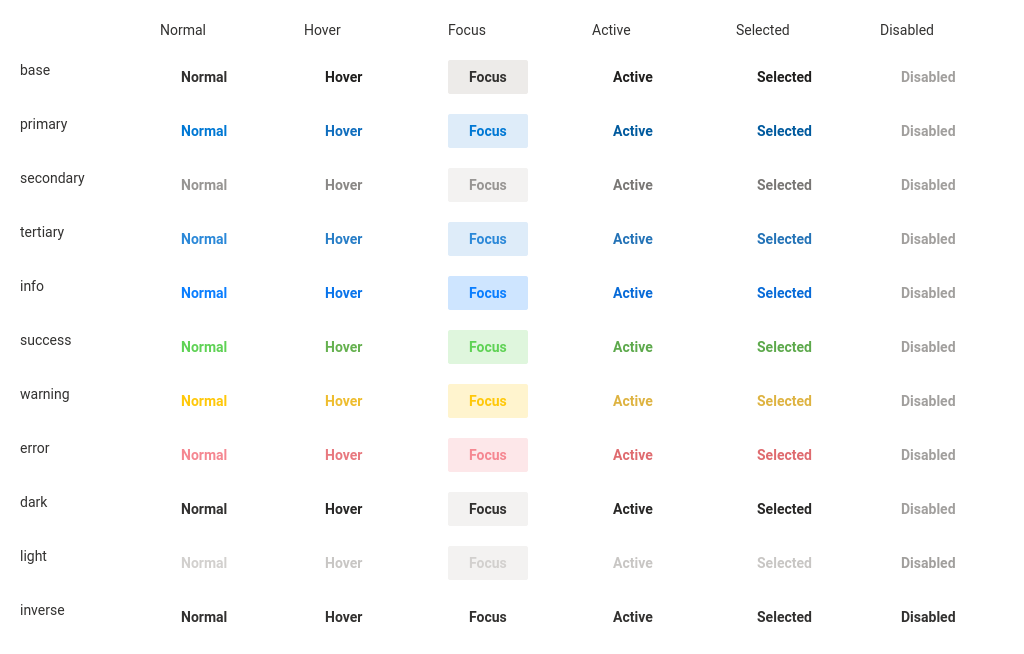 Normal Hover Focus Active Selected Disabled
base Normal Hover Focus Active Selected Disabled
primary Normal Hover Focus Active Selected Disabled
secondary Normal Hover Focus Active Selected Disabled
tertiary Normal Hover Focus Active Selected Disabled
info Normal Hover Focus Active Selected Disabled
success Normal Hover Focus Active Selected Disabled
warning Normal Hover Focus Active Selected Disabled
error Normal Hover Focus Active Selected Disabled
dark Normal Hover Focus Active Selected Disabled
light Normal Hover Focus Active Selected Disabled
inverse Normal Hover Focus Active Selected Disabled